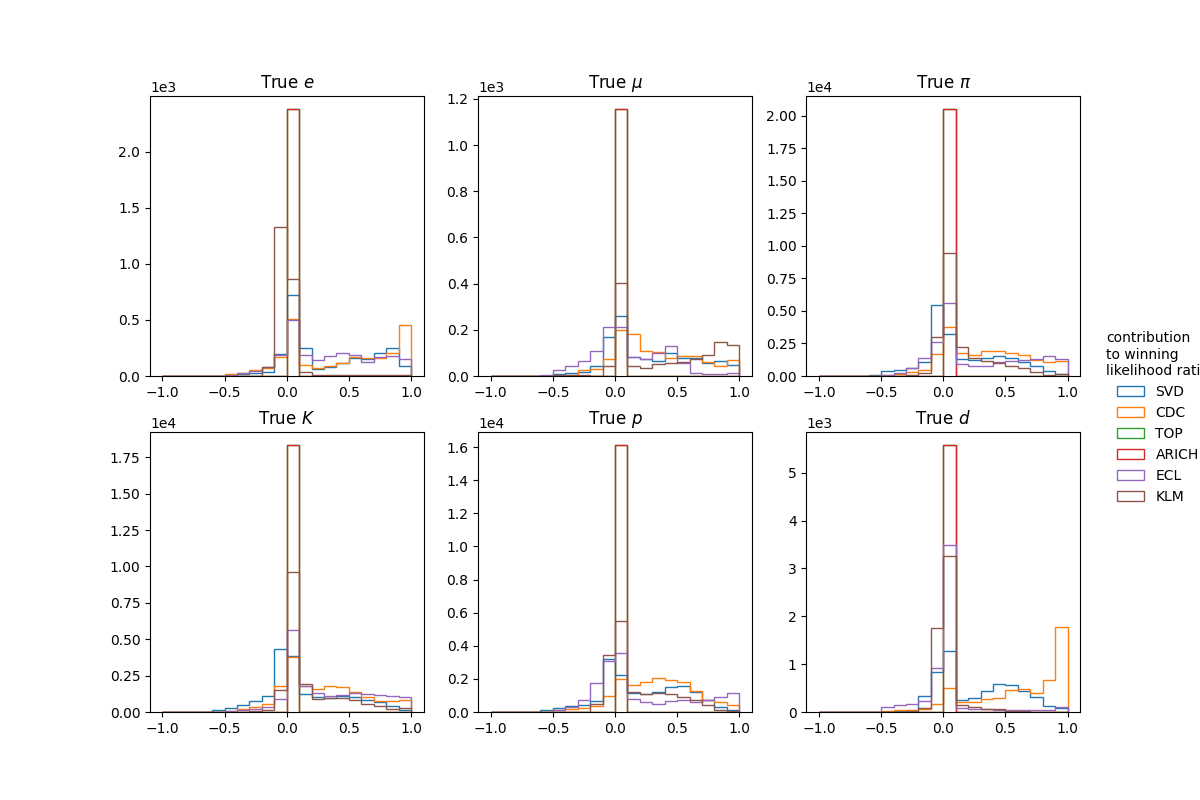 True e
1e3
2.0
1.5
1.0
0.5
0.0
−1.0 −0.5 0.0 0.5 1.0
True μ
1e3
1.2
1.0
0.8
0.6
0.4
0.2
0.0
−1.0 −0.5 0.0 0.5 1.0
True π
1e4
2.00
1.75
1.50
1.25
1.00
0.75
0.50
0.25
0.00
−1.0 −0.5 0.0 0.5 1.0
True K
1e4
1.75
1.50
1.25
1.00
0.75
0.50
0.25
0.00
−1.0 −0.5 0.0 0.5 1.0
True p
1e4
1.6
1.4
1.2
1.0
0.8
0.6
0.4
0.2
0.0
−1.0 −0.5 0.0 0.5 1.0
True d
1e3
5
4
3
2
1
0
−1.0 −0.5 0.0 0.5 1.0
contribution
to winning
likelihood rati
SVD
CDC
TOP
ARICH
ECL
KLM